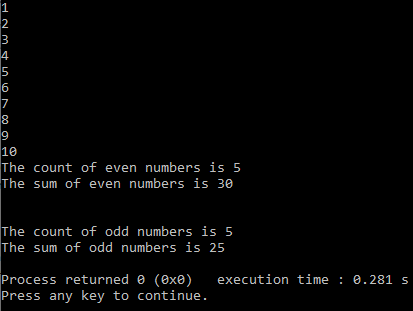 1
2
3
4
5
6
7
8
9
10
The count of even numbers is 5
The sum of even numbers is 30
The count of odd numbers is 5
The sum of odd numbers is 25
Process returned 0 (0x0)   execution time : 0.281 s
Press any key to continue.